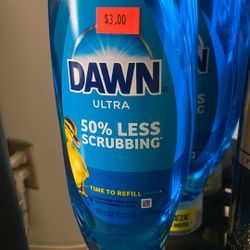 $3.00
DAWN
ULTRA
50% LESS
SCRUBBING*
TIME TO REFILL